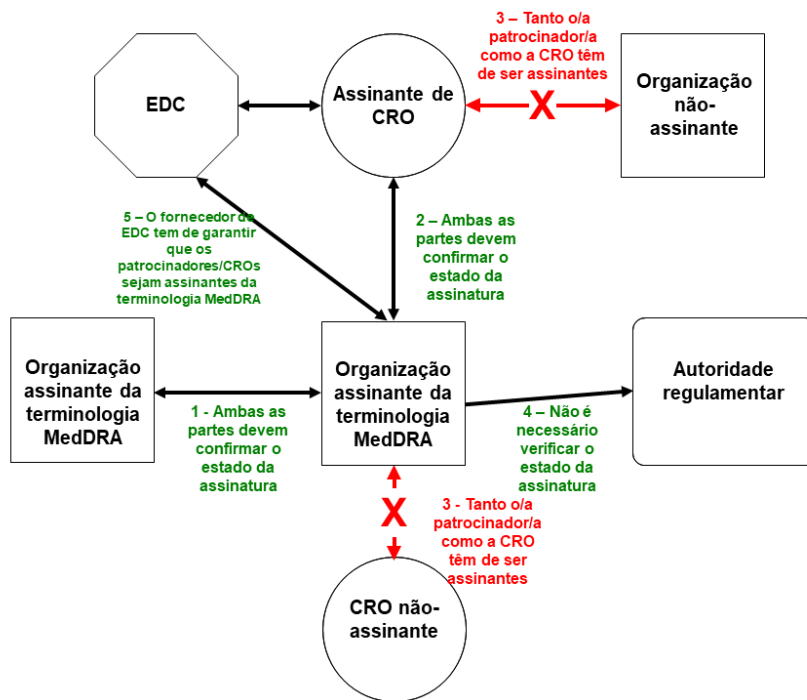 3 – Tanto o/a
patrocinador/a
como a CRO têm
de ser assinantes
EDC
Assinante de
CRO
X
Organização
não-
assinante
5 – O fornecedor de
EDC tem de garantir
que os
patrocinadores/CROs
sejam assinantes da
terminologia MedDRA
2 – Ambas as
partes devem
confirmar o
estado da
assinatura
Organização
assinante da
terminologia
MedDRA
1 - Ambas as
partes devem
confirmar o
estado da
assinatura
Organização
assinante da
terminologia
MedDRA
4 – Não é
necessário
verificar o
estado da
assinatura
Autoridade
regulamentar
X
3 - Tanto o/a
patrocinador/a
como a CRO
têm de ser
assinantes
CRO não-
assinante